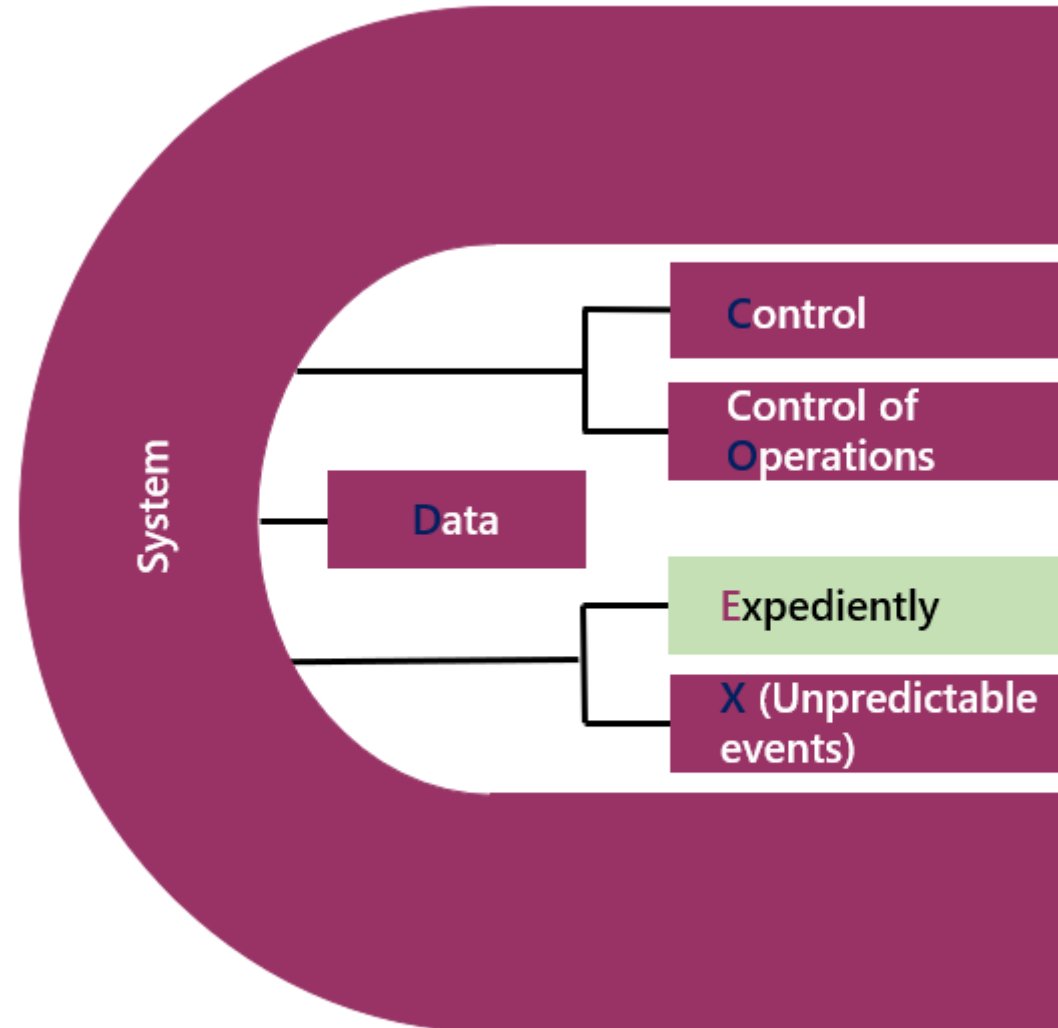 System
Control
Control of
Operations
Data
Expediently
X (Unpredictable
events)